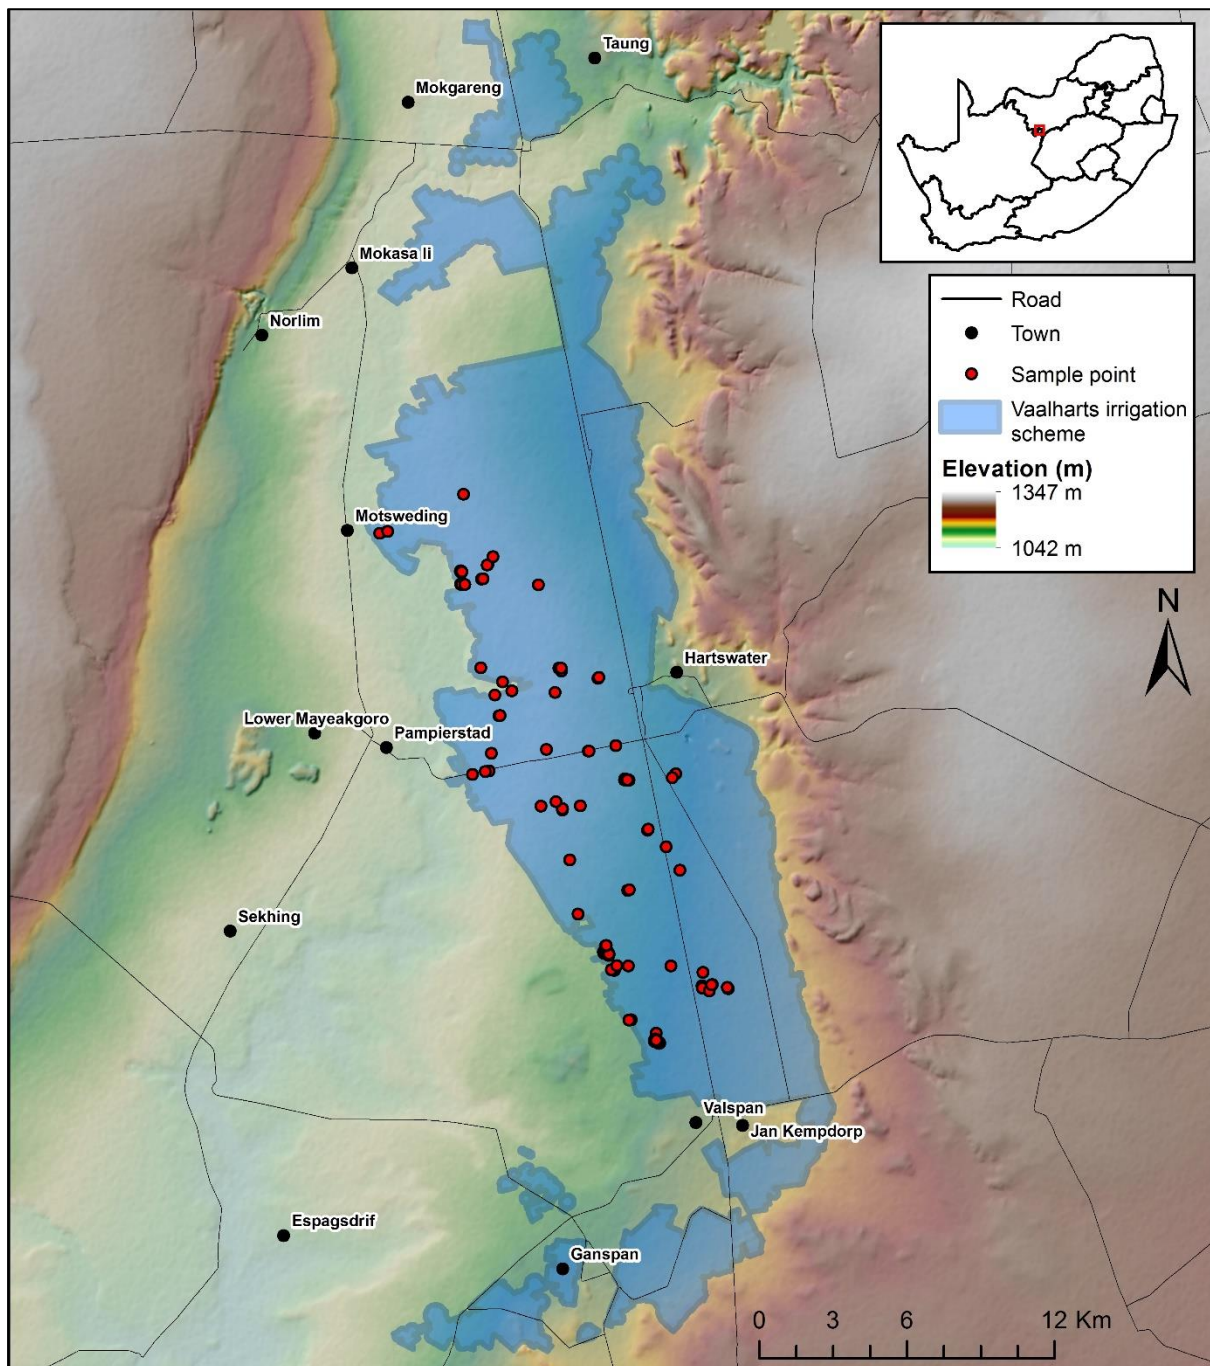 Taung
Mokgareng
Mokasa Ii
Norlim
Road
Town
Sample point
Vaalharts irrigation
scheme
Elevation (m)
1347 m
1042 m
Motsweding
N
Hartswater
Lower Mayeakgoro
Pampierstad
Sekhing
Valspan
Jan Kempdorp
Espagsdrif
Ganspan
0 3 6 12 Km